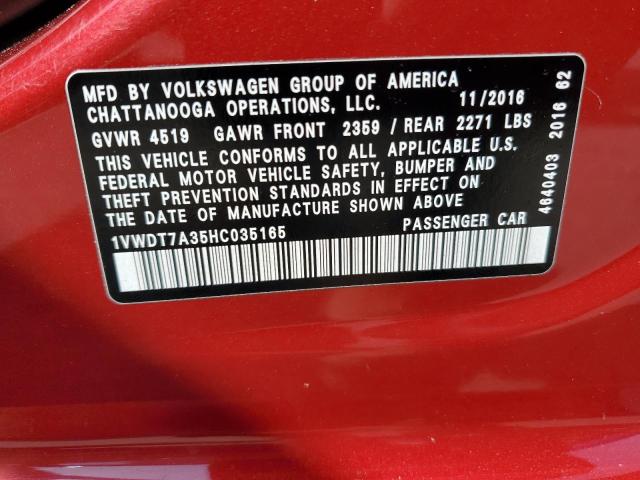 MFD BY VOLKSWAGEN GROUP OF AMERICA
CHATTANOOGA OPERATIONS, LLC. 11/2016
GVWR 4519 GAWR FRONT 2359 / REAR 2271 LBS
THIS VEHICLE CONFORMS TO ALL APPLICABLE U.S.
FEDERAL MOTOR VEHICLE SAFETY, BUMPER AND
THEFT PREVENTION STANDARDS IN EFFECT ON
THE DATE OF MANUFACTURE SHOWN ABOVE
1VWDT7A35HC035165 PASSENGER CAR
4640403 2016 62